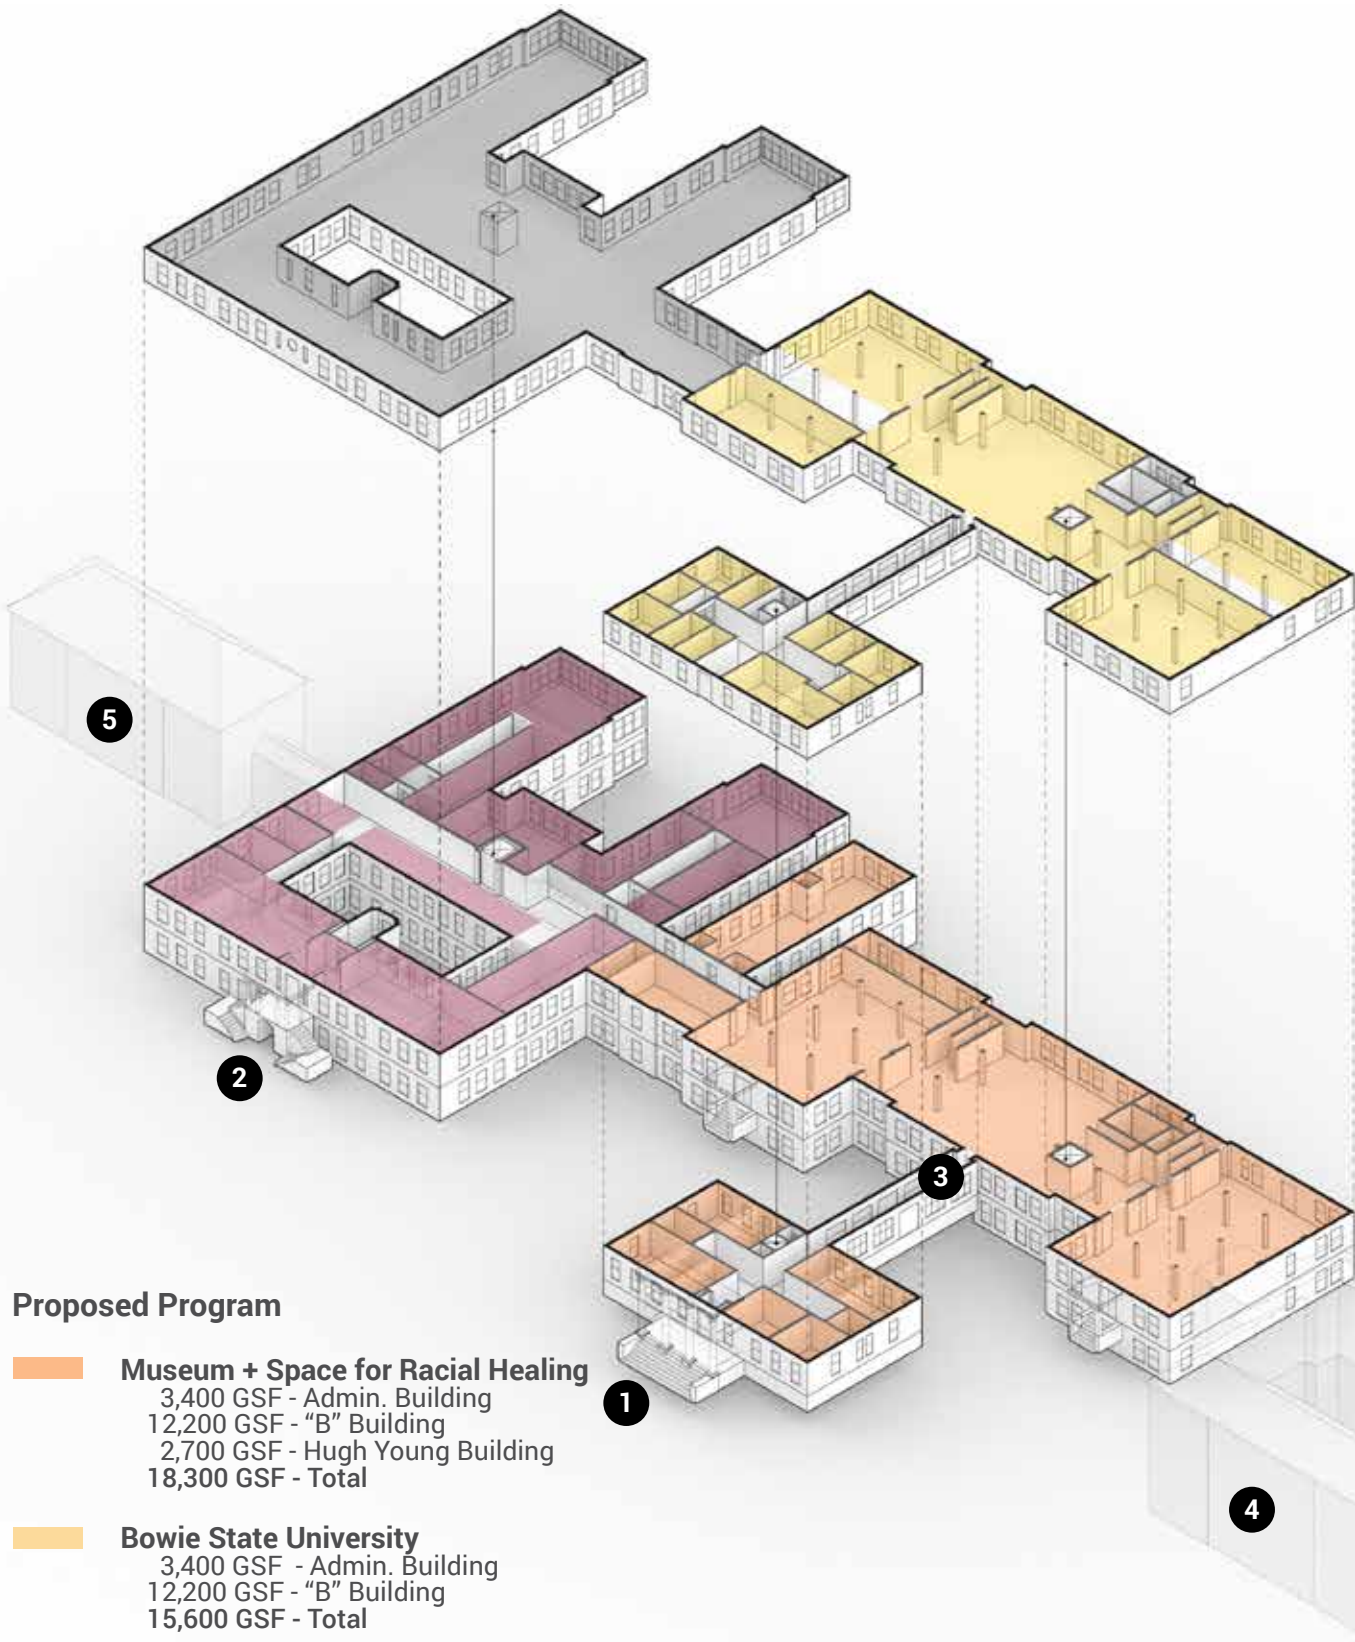 5
2
3
1
4
Proposed Program
Museum + Space for Racial Healing
3,400 GSF - Admin. Building
12,200 GSF - “B” Building
2,700 GSF - Hugh Young Building
18,300 GSF - Total
Bowie State University
3,400 GSF - Admin. Building
12,200 GSF - “B” Building
15,600 GSF - Total